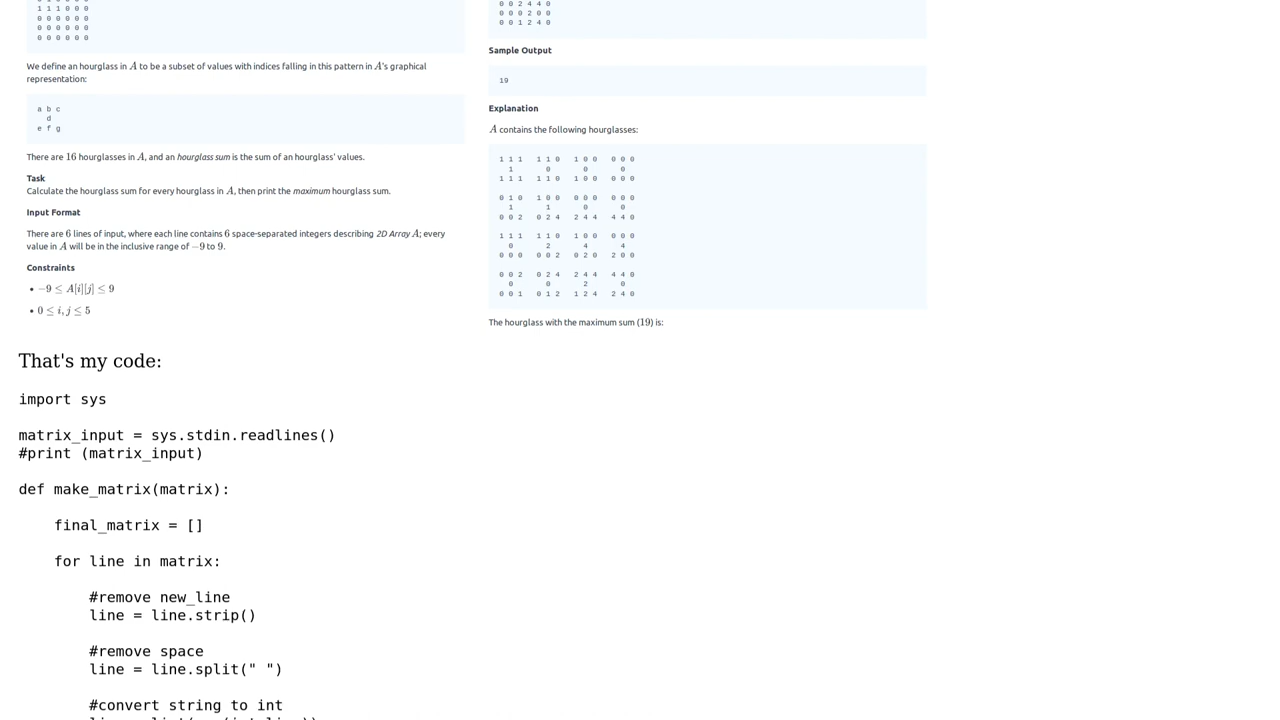 1 1 1 0 0 0
0 0 0 0 0 0
0 0 0 0 0 0
0 0 0 0 0 0
We define an hourglass in A to be a subset of values with indices falling in this pattern in A's graphical
representation:
a b c
d
e f g
There are 16 hourglasses in A, and an hourglass sum is the sum of an hourglass' values.
Task
Calculate the hourglass sum for every hourglass in A, then print the maximum hourglass sum.
Input Format
There are 6 lines of input, where each line contains 6 space-separated integers describing 2D Array A; every
value in A will be in the inclusive range of −9 to 9.
Constraints
• −9 ≤ A[i][j] ≤ 9
• 0 ≤ i, j ≤ 5
0 0 2 4 4 0
0 0 0 2 0 0
0 0 1 2 4 0
Sample Output
19
Explanation
A contains the following hourglasses:
1 1 1   1 1 0   1 0 0   0 0 0
1       0       0       0
1 1 1   1 1 0   1 0 0   0 0 0
0 1 0   1 0 0   0 0 0   0 0 0
1       1       0       0
0 0 2   0 2 4   2 4 4   4 4 0
1 1 1   1 1 0   1 0 0   0 0 0
0       2       4       4
0 0 0   0 0 2   0 2 0   2 0 0
0 0 2   0 2 4   2 4 4   4 4 0
0       0       2       0
0 0 1   0 1 2   1 2 4   2 4 0
The hourglass with the maximum sum (19) is:
That's my code:
import sys
matrix_input = sys.stdin.readlines()
#print (matrix_input)
def make_matrix(matrix):
final_matrix = []
for line in matrix:
#remove new_line
line = line.strip()
#remove space
line = line.split(" ")
#convert string to int